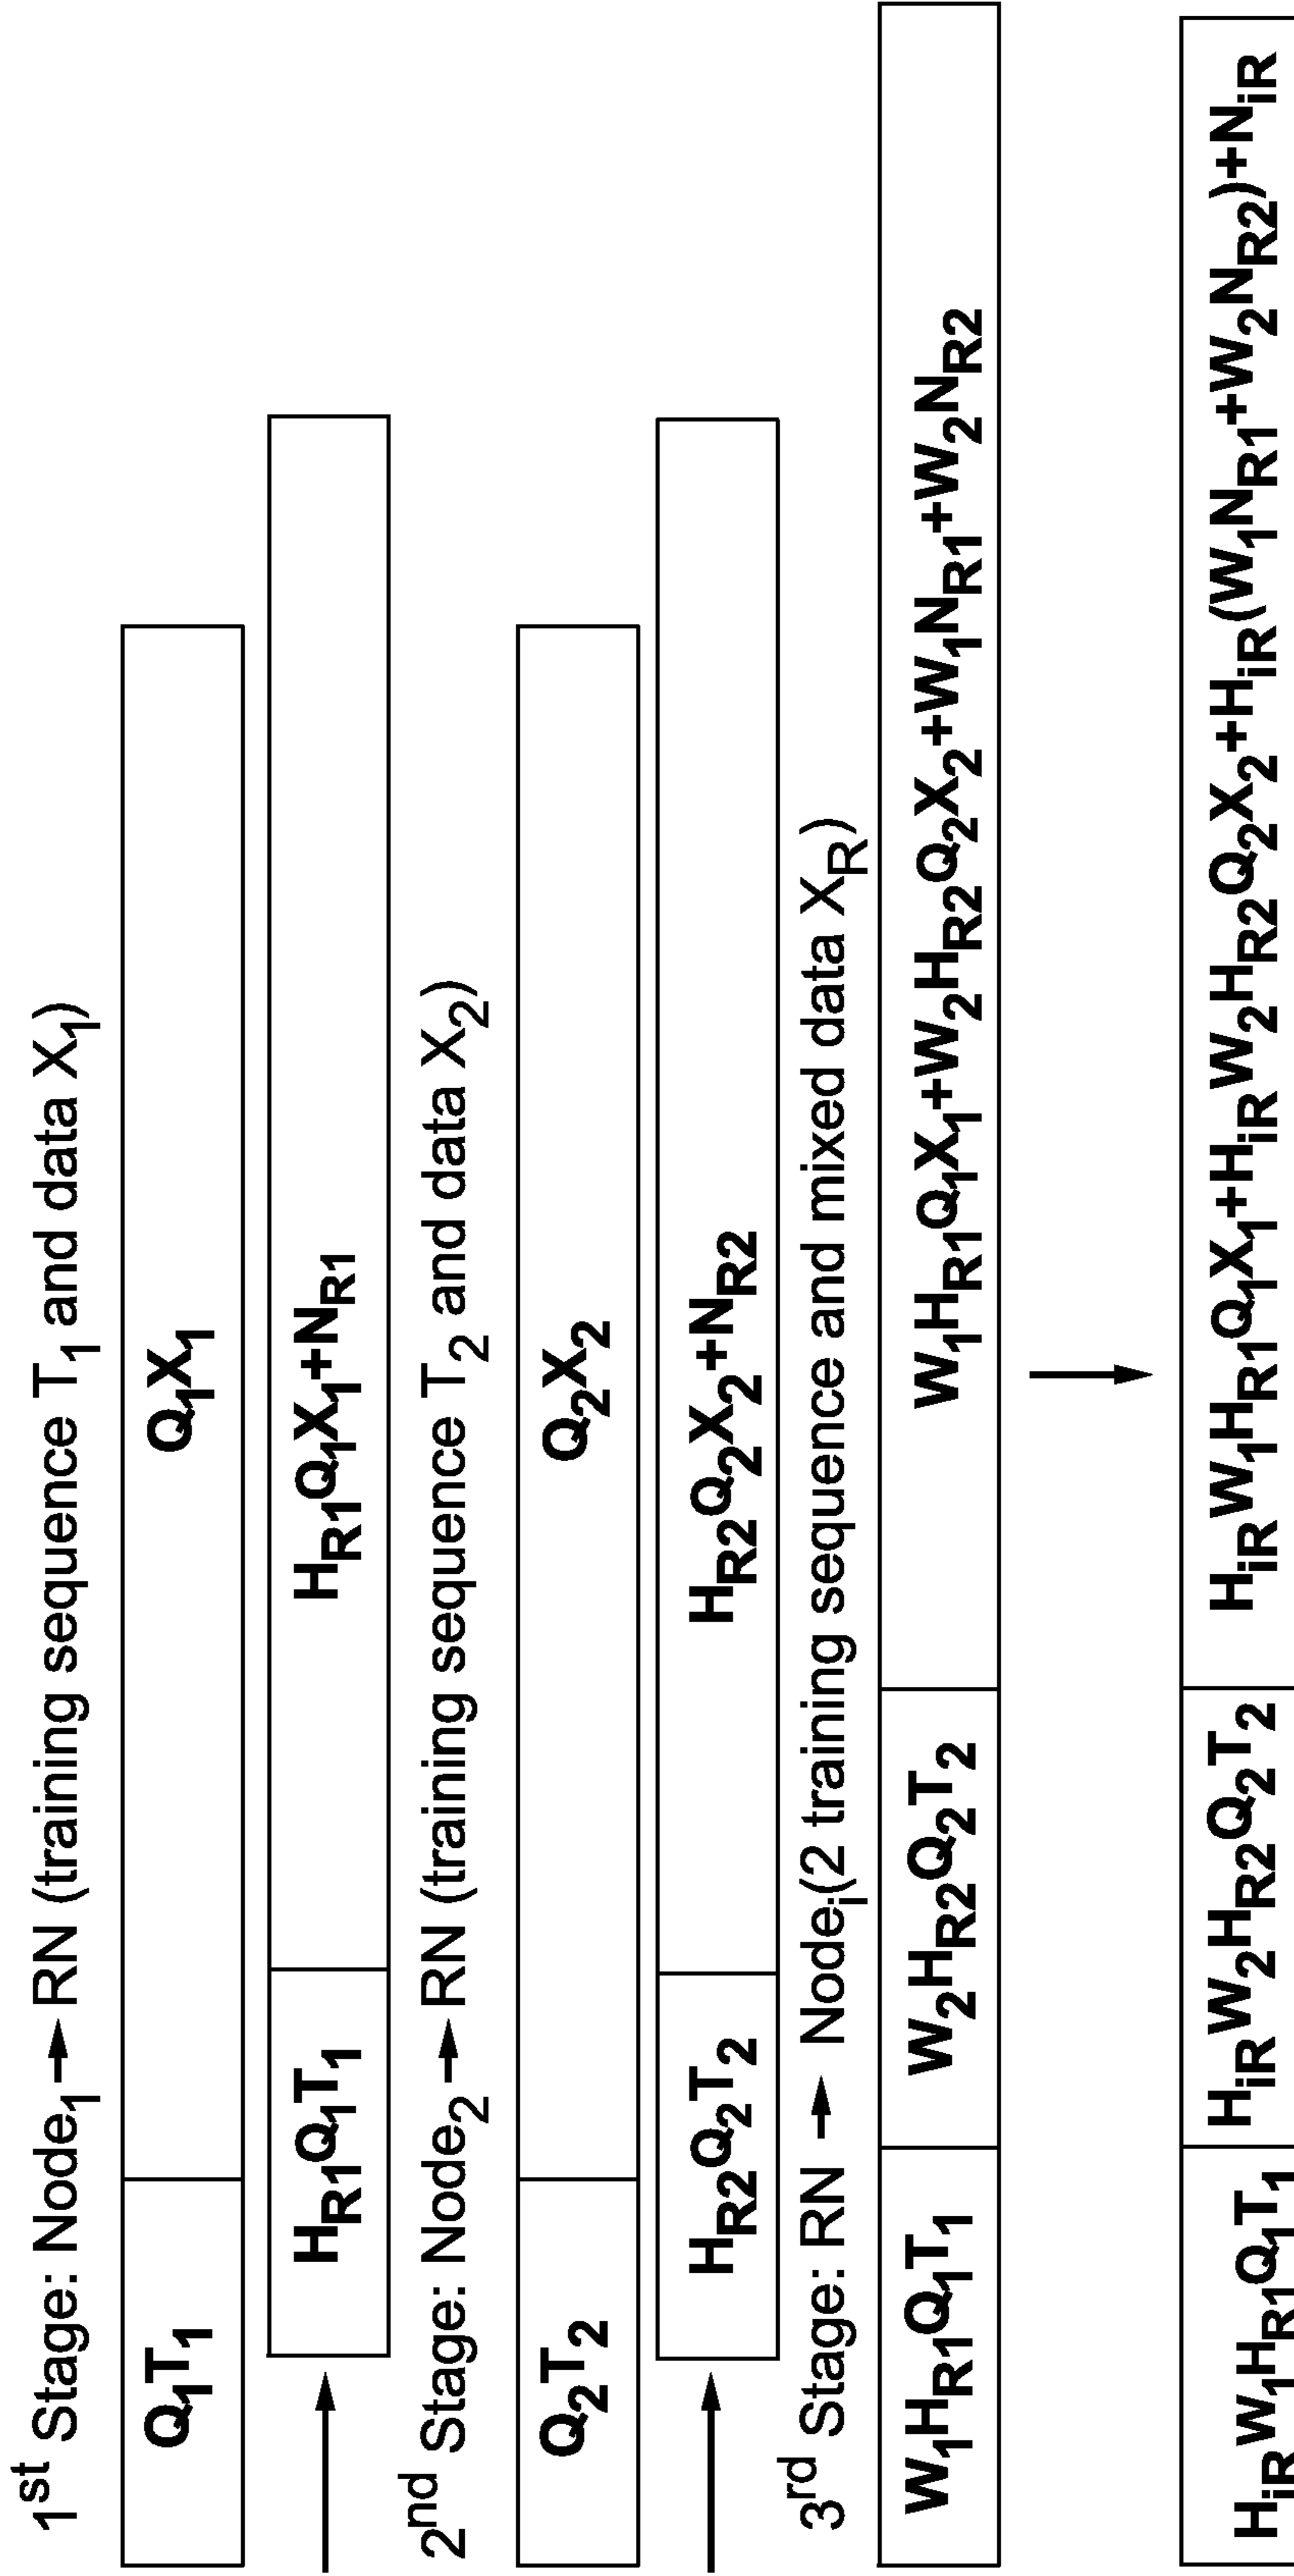 1st Stage: Node1 → RN (training sequence T1 and data X1)
Q1T1 Q1X1
HR1Q1T1 HR1Q1X1+NR1
2nd Stage: Node2 → RN (training sequence T2 and data X2)
Q2T2 Q2X2
HR2Q2T2 HR2Q2X2+NR2
3rd Stage: RN → Nodei(2 training sequence and mixed data XR)
W1HR1Q1T1 W2HR2Q2T2 W1HR1Q1X1+W2HR2Q2X2+W1NR1+W2NR2
HiRW1HR1Q1T1 HiRW2HR2Q2T2 HiRW1HR1Q1X1+HiRW2HR2Q2X2+HiR(W1NR1+W2NR2)+NiR